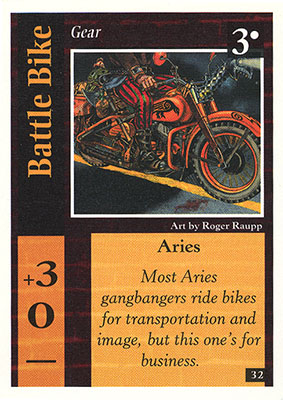 Battle Bike
Gear
3•
Art by Roger Raupp
+3
0
—
Aries
Most Aries
gangbangers ride bikes
for transportation and
image, but this one's for
business.
32